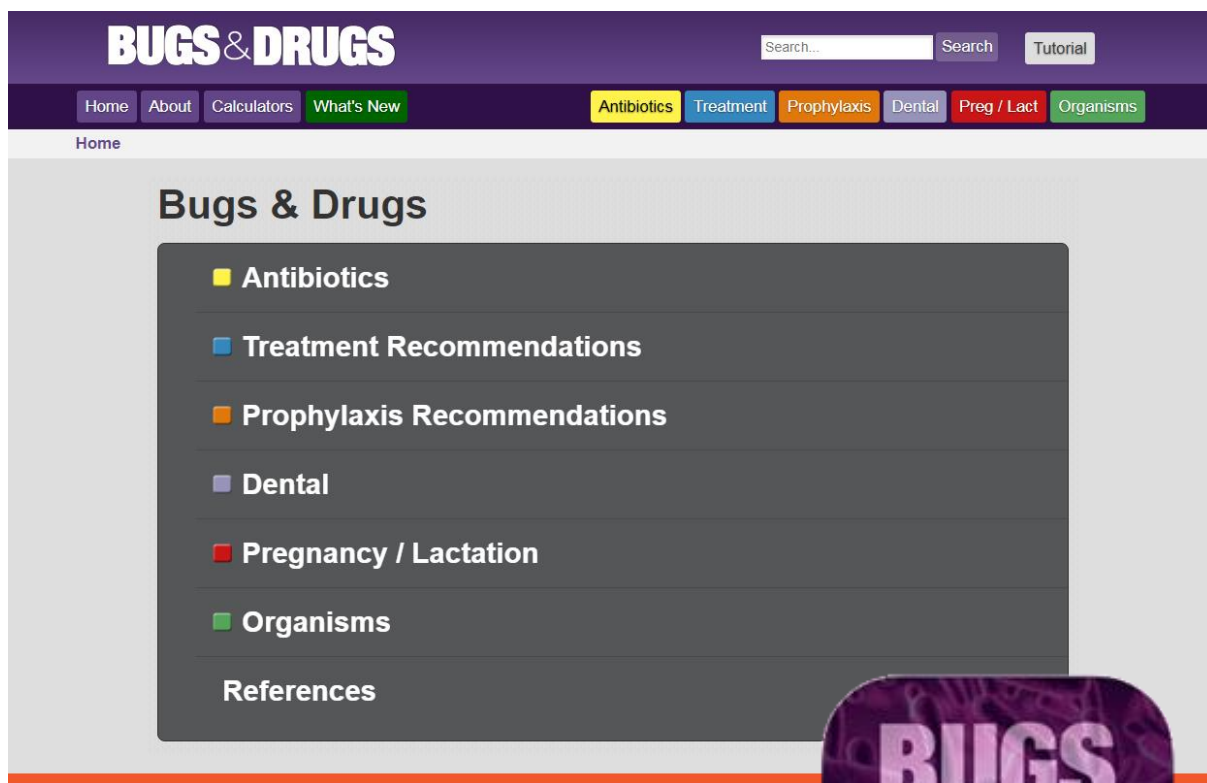 BUGS & DRUGS
Search... Search Tutorial
Home About Calculators What's New Antibiotics Treatment Prophylaxis Dental Preg / Lact Organisms
Home
Bugs & Drugs
Antibiotics
Treatment Recommendations
Prophylaxis Recommendations
Dental
Pregnancy / Lactation
Organisms
References
BUGS